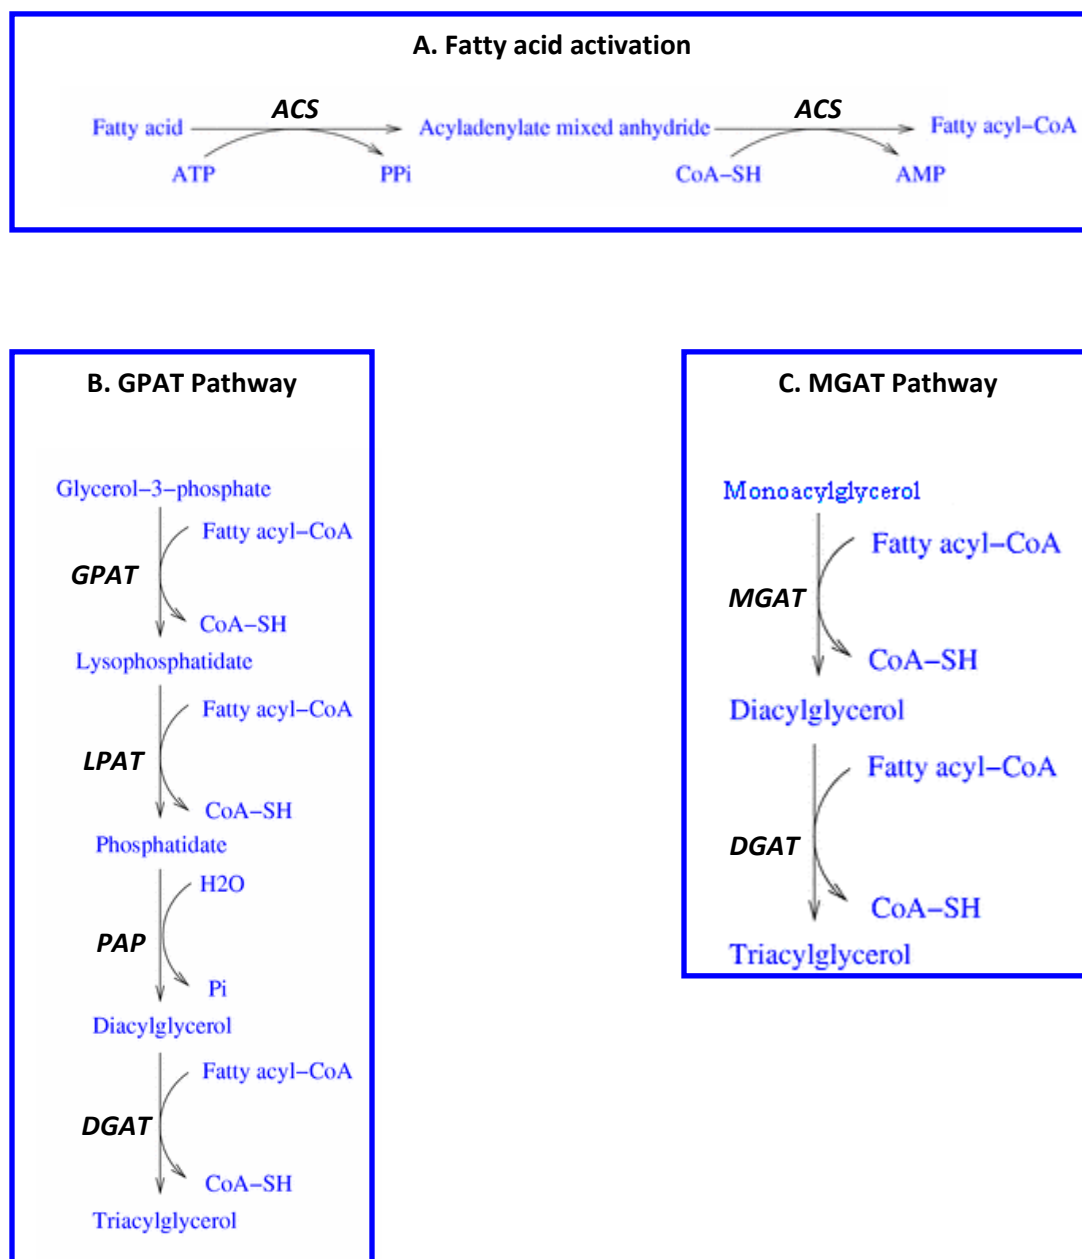 A. Fatty acid activation
Fatty acid ACS Acyladenylate mixed anhydride ACS Fatty acyl–CoA
ATP PPi CoA–SH AMP
B. GPAT Pathway
Glycerol–3–phosphate
Fatty acyl–CoA
GPAT
CoA–SH
Lysophosphatidate
Fatty acyl–CoA
LPAT
CoA–SH
Phosphatidate
H2O
PAP
Pi
Diacylglycerol
Fatty acyl–CoA
DGAT
CoA–SH
Triacylglycerol
C. MGAT Pathway
Monoacylglycerol
Fatty acyl–CoA
MGAT
CoA–SH
Diacylglycerol
Fatty acyl–CoA
DGAT
CoA–SH
Triacylglycerol